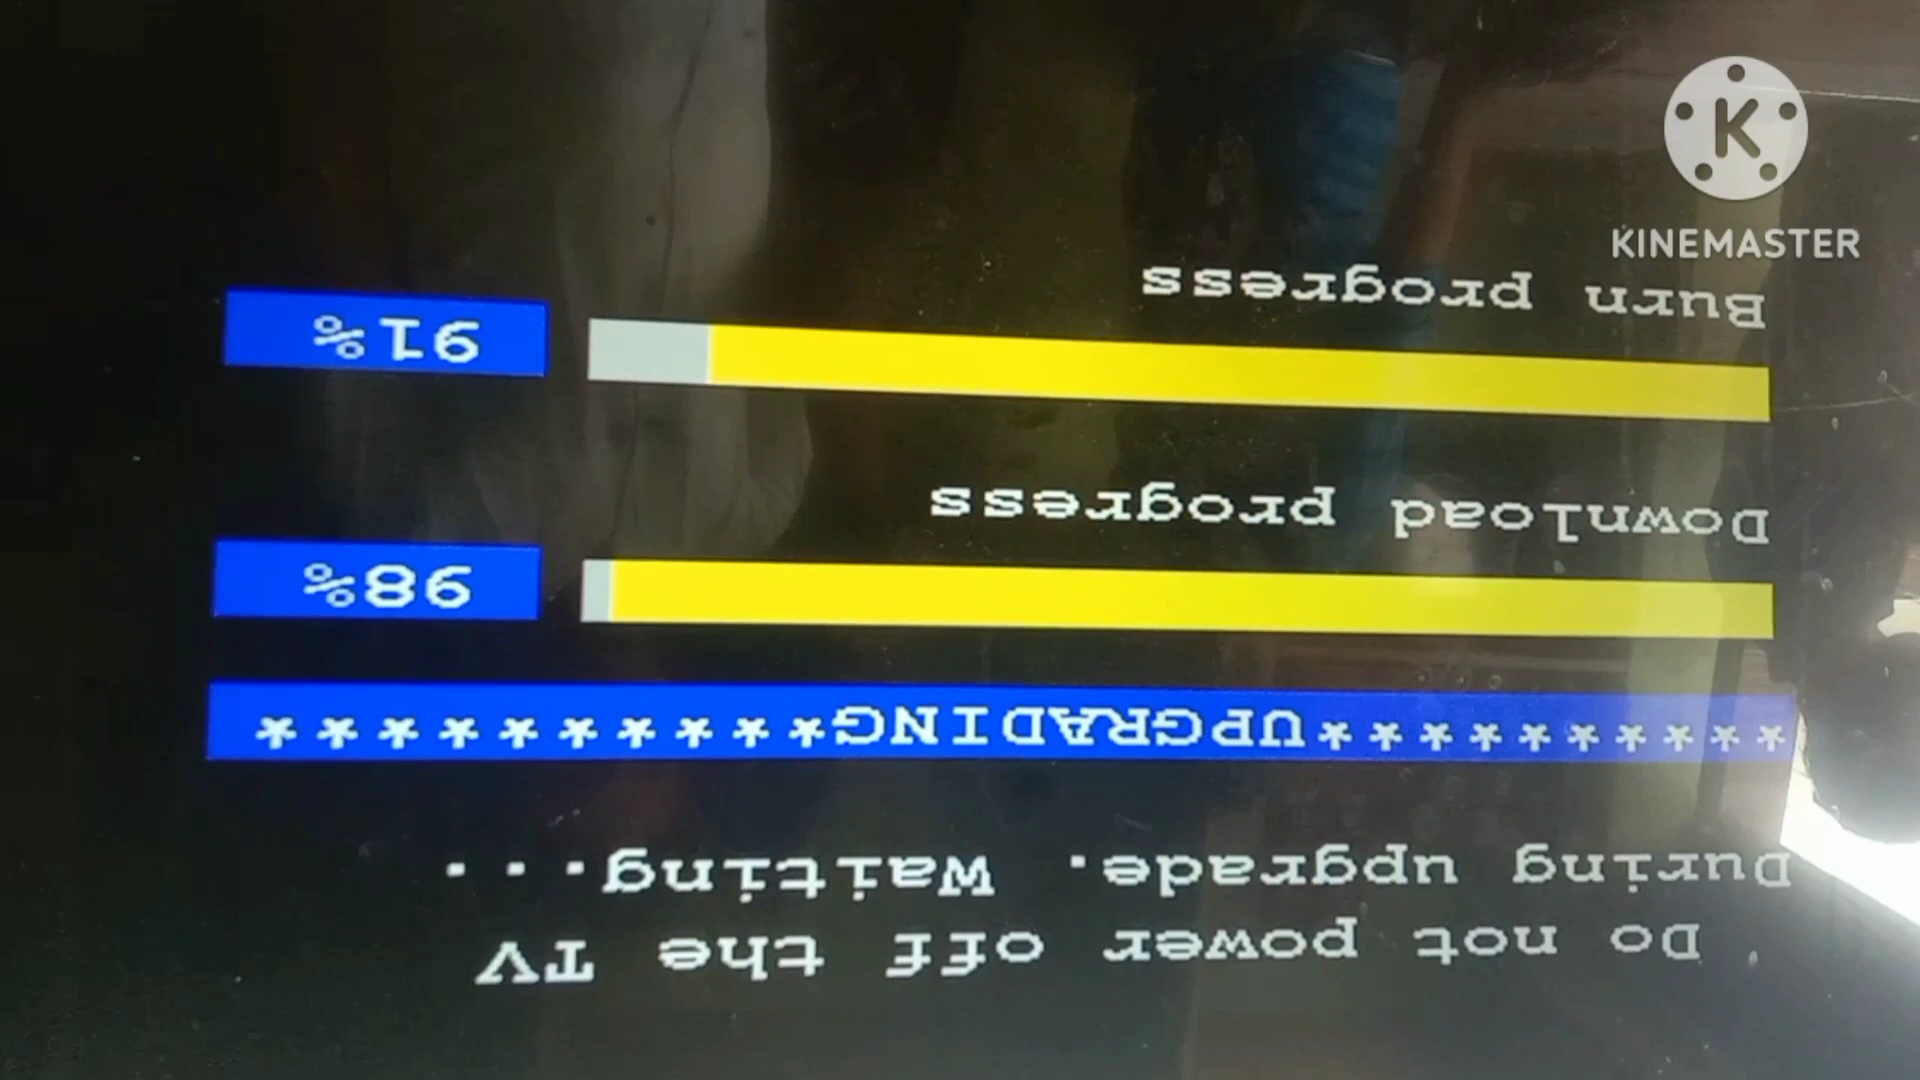 Do not power off the TV
During upgrade. Waiting...
**********UPGRADING**********
98%
Download progress
91%
Burn progress
K
KINEMASTER